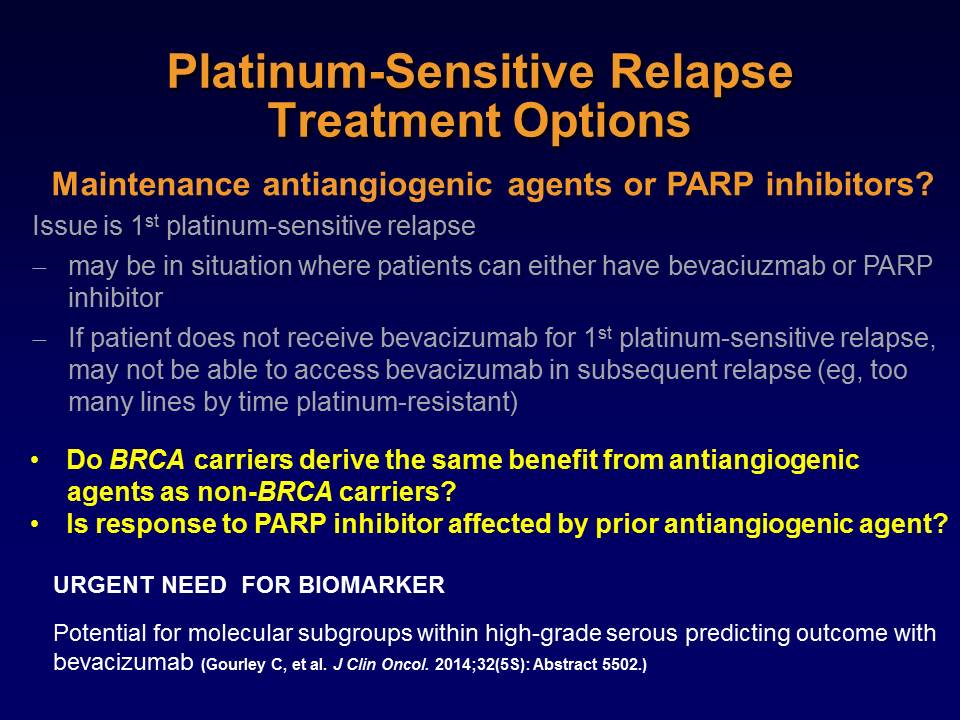 Platinum-Sensitive Relapse
Treatment Options
Maintenance antiangiogenic agents or PARP inhibitors?
Issue is 1st platinum-sensitive relapse
– may be in situation where patients can either have bevaciuzmab or PARP
inhibitor
– If patient does not receive bevacizumab for 1st platinum-sensitive relapse,
may not be able to access bevacizumab in subsequent relapse (eg, too
many lines by time platinum-resistant)
• Do BRCA carriers derive the same benefit from antiangiogenic
agents as non-BRCA carriers?
• Is response to PARP inhibitor affected by prior antiangiogenic agent?
URGENT NEED FOR BIOMARKER
Potential for molecular subgroups within high-grade serous predicting outcome with
bevacizumab (Gourley C, et al. J Clin Oncol. 2014;32(5S): Abstract 5502.)